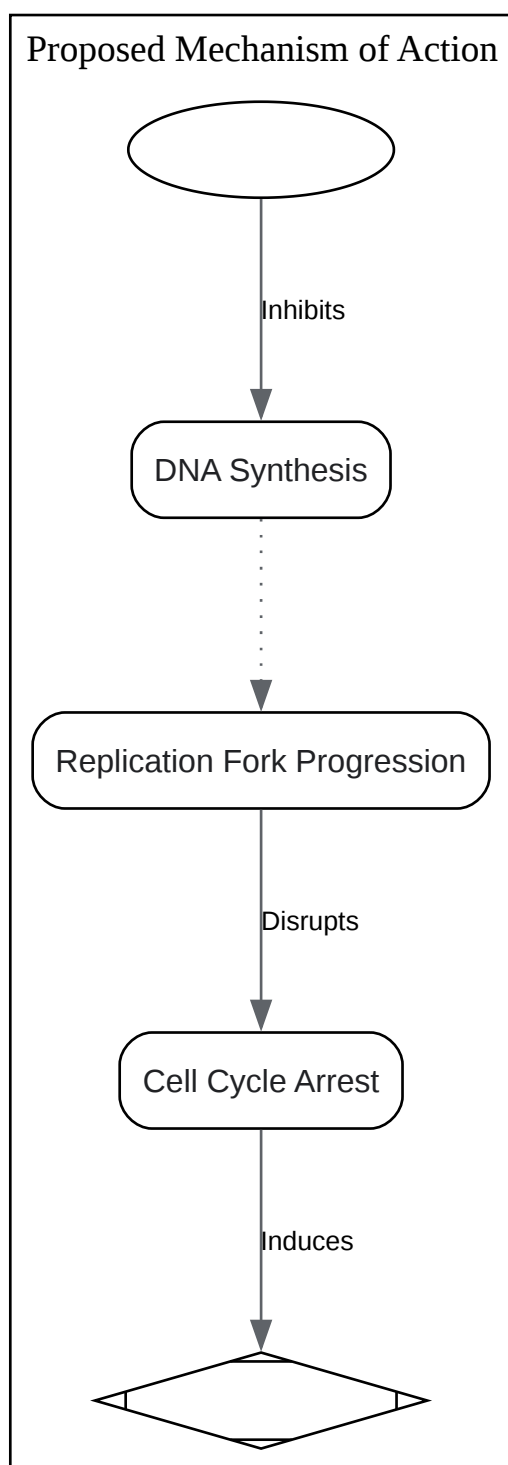 Proposed Mechanism of Action
Inhibits
DNA Synthesis
Replication Fork Progression
Disrupts
Cell Cycle Arrest
Induces